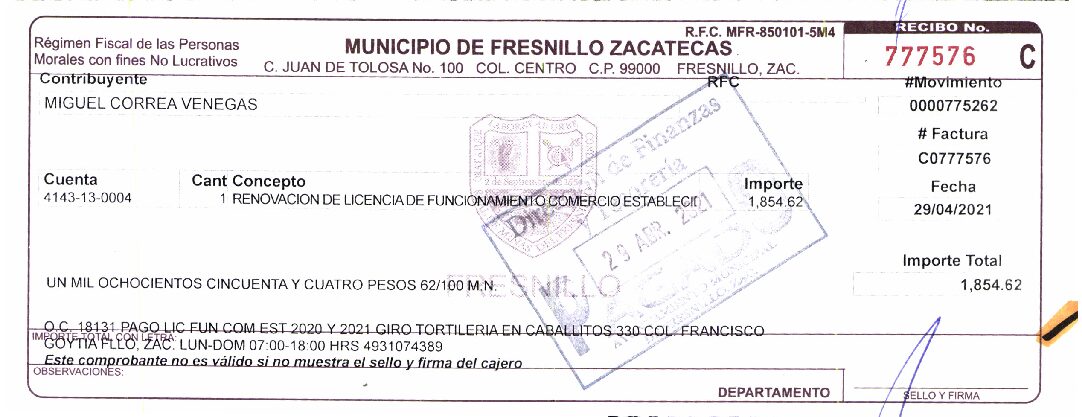 R.F.C. MFR-850101-5M4
RECIBO No.
Régimen Fiscal de las Personas
Morales con fines No Lucrativos
MUNICIPIO DE FRESNILLO ZACATECAS
C. JUAN DE TOLOSA No. 100 COL. CENTRO C.P. 99000 FRESNILLO, ZAC.
777576 C
Contribuyente
RFC
#Movimiento
MIGUEL CORREA VENEGAS
0000775262
# Factura
C0777576
Cuenta
Cant Concepto
Importe
Fecha
4143-13-0004
1 RENOVACION DE LICENCIA DE FUNCIONAMIENTO COMERCIO ESTABLECID
1,854.62
29/04/2021
Dirección de Finanzas
Tesorería
29 ABR. 2021
Importe Total
FRESNILLO
UN MIL OCHOCIENTOS CINCUENTA Y CUATRO PESOS 62/100 M.N.
1,854.62
O.C. 18131 PAGO LIC FUN COM EST 2020 Y 2021 GIRO TORTILERIA EN CABALLITOS 330 COL. FRANCISCO
IMPORTE TOTAL CON LETRA:
GOYTIA FLLO, ZAC. LUN-DOM 07:00-18:00 HRS 4931074389
Este comprobante no es válido si no muestra el sello y firma del cajero
OBSERVACIONES:
DEPARTAMENTO
SELLO Y FIRMA